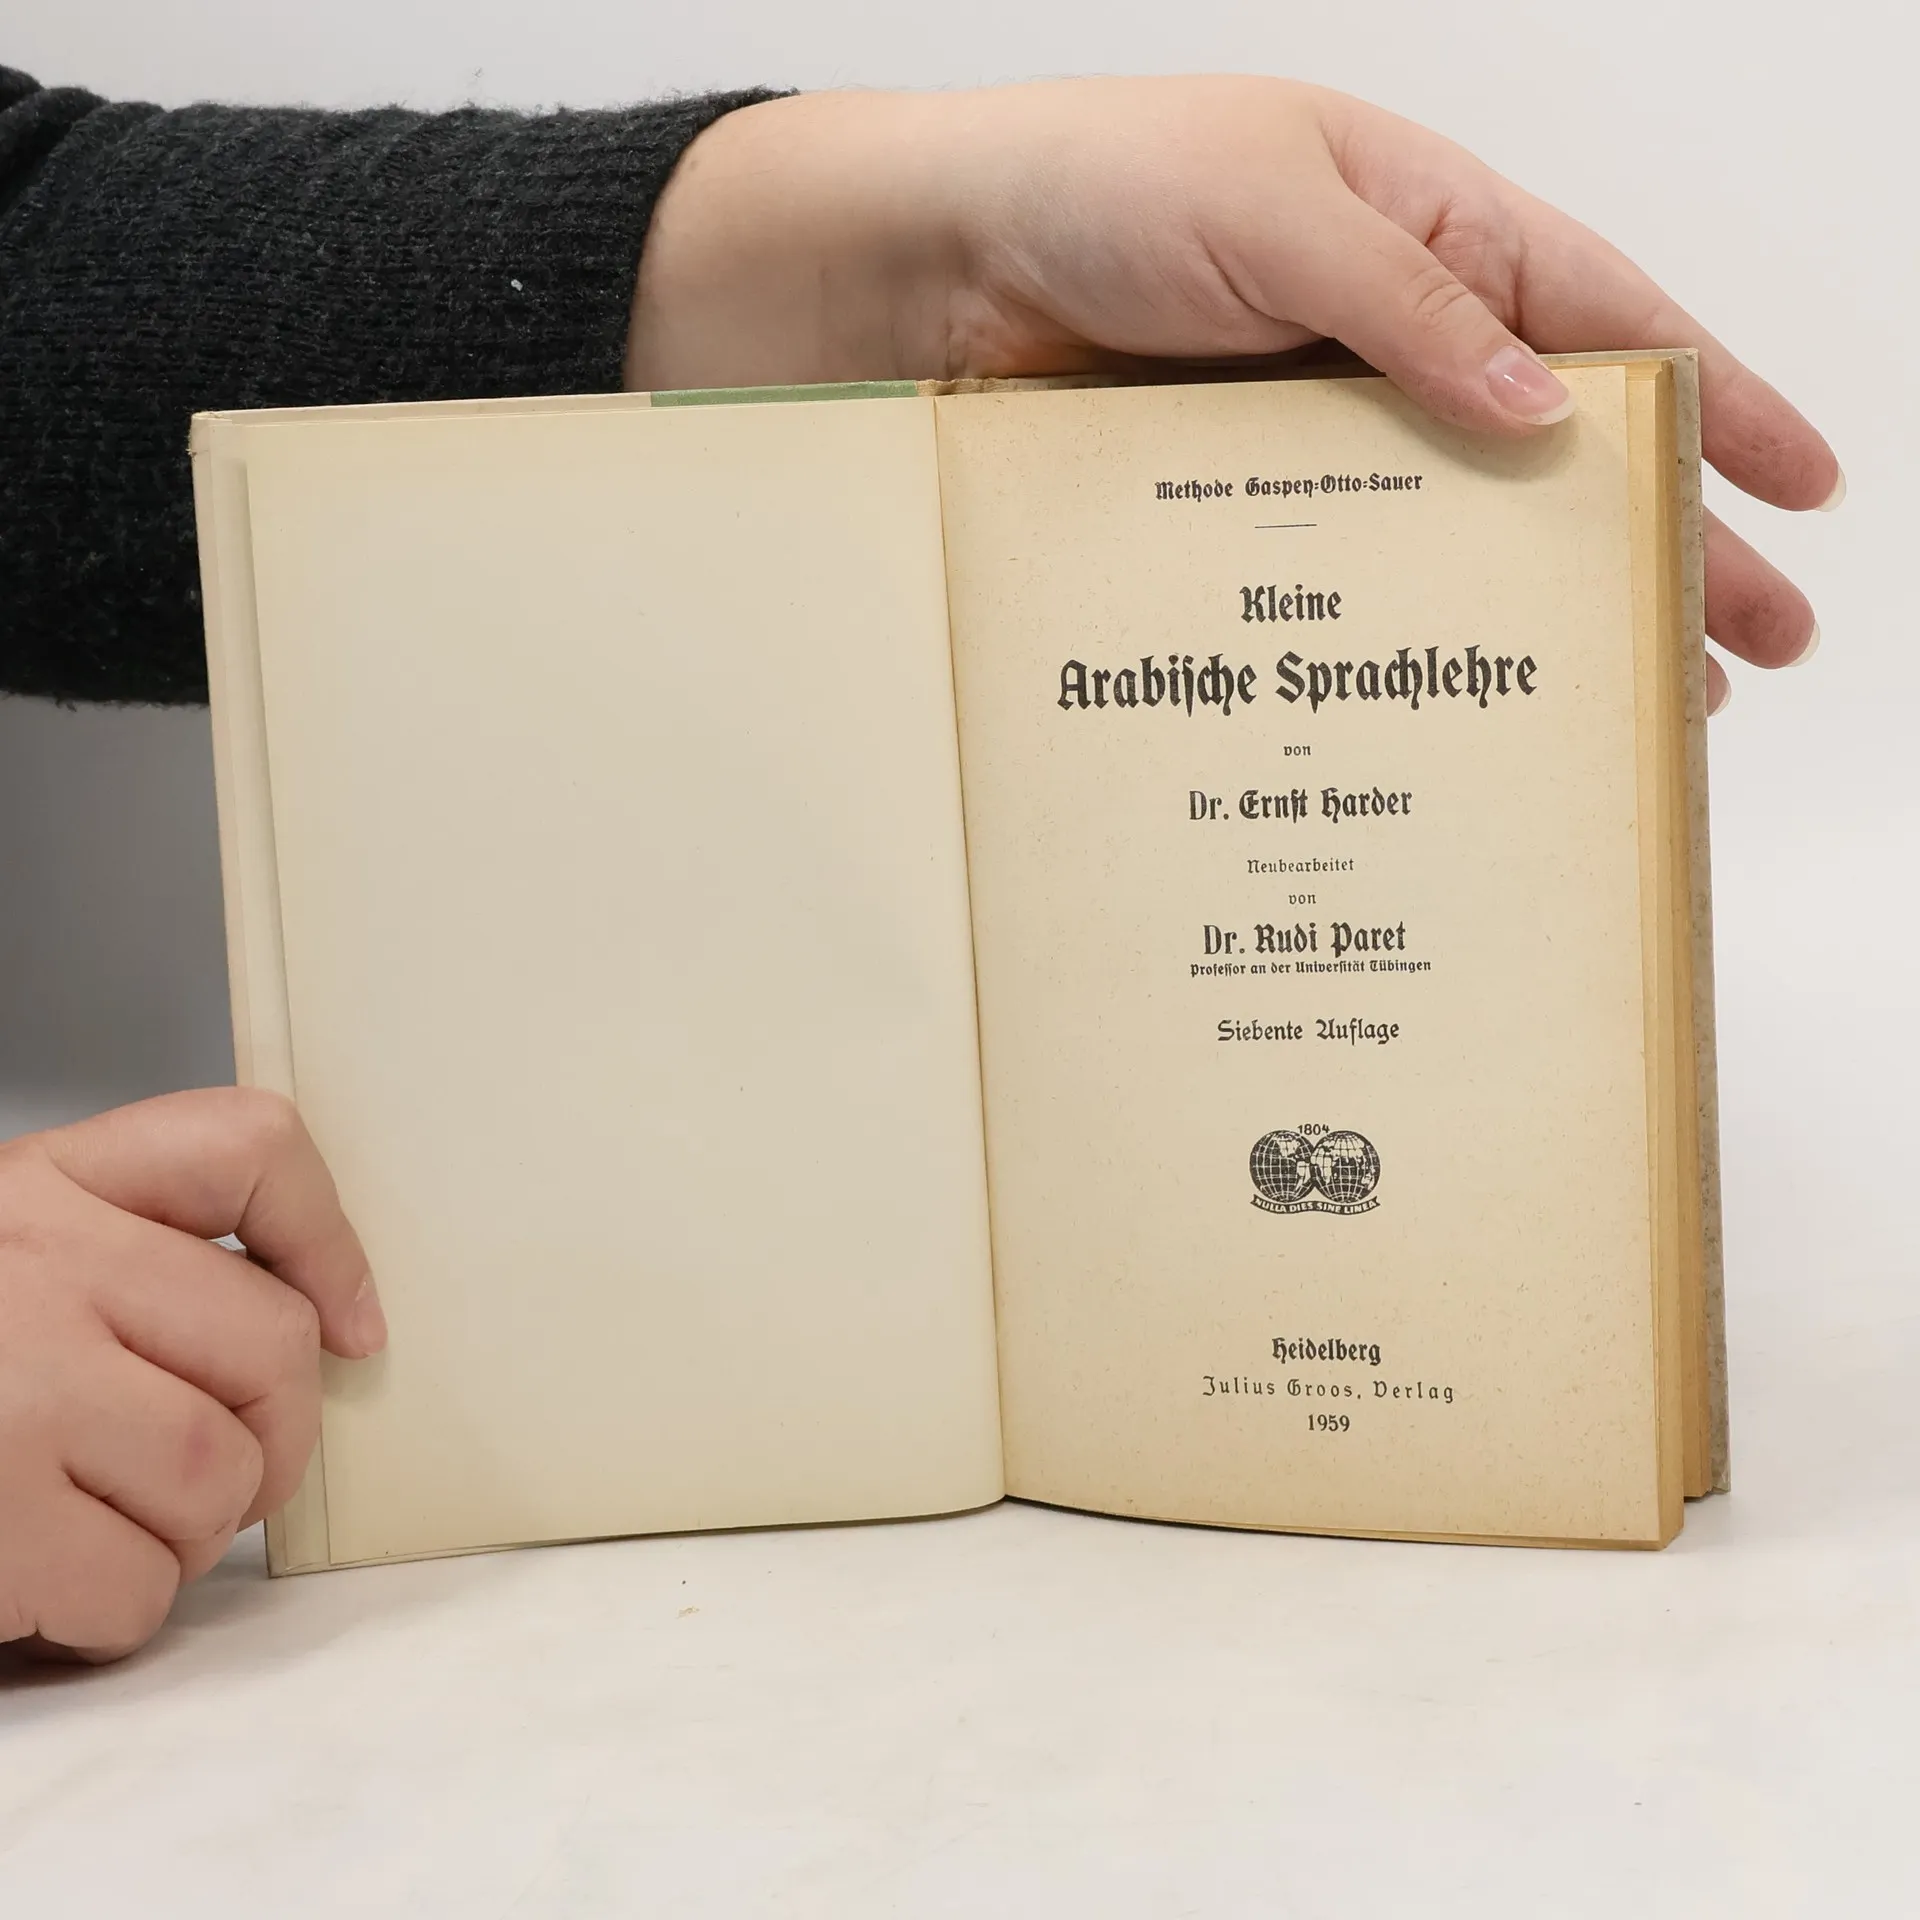 Methode Gaspey-Otto-Sauer
Kleine
Arabische Sprachlehre
von
Dr. Ernst Harder
Neubearbeitet
von
Dr. Rudi Paret
Professor an der Universität Tübingen
Siebente Auflage
1804
NULLA DIES SINE LINEA
Heidelberg
Julius Groos, Verlag
1959